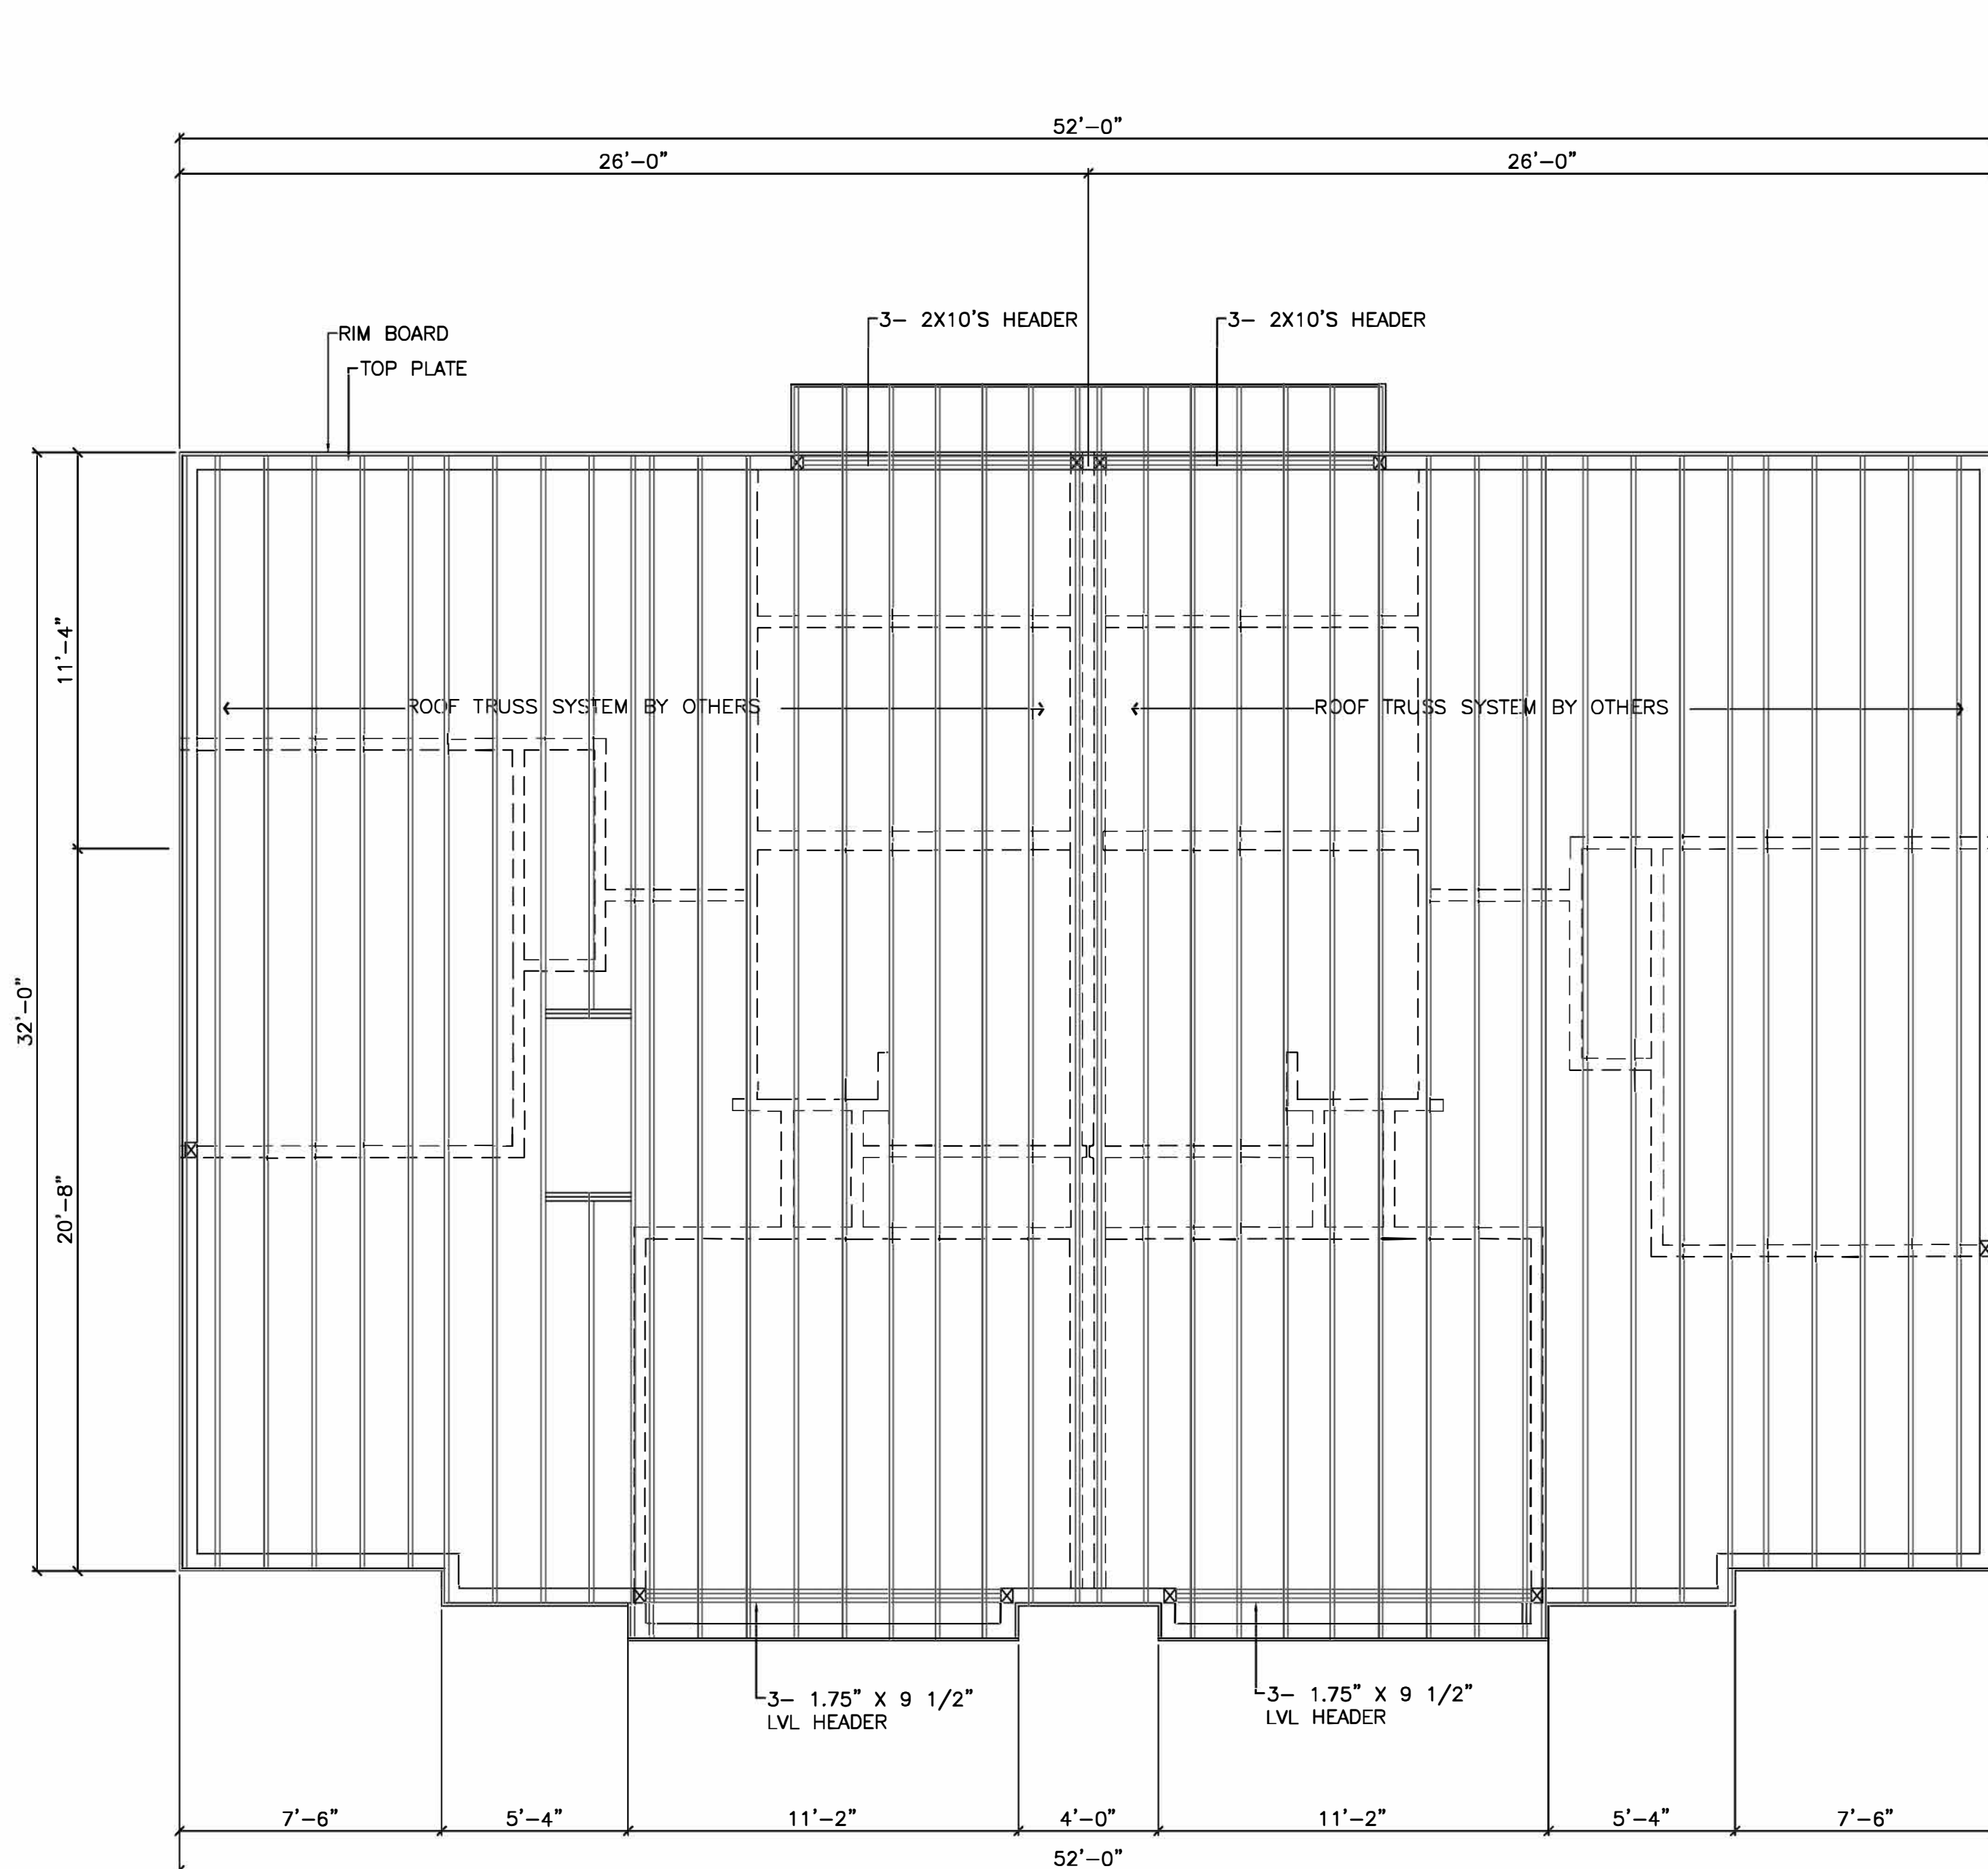 52'-0"
26'-0"
26'-0"
3- 2X10'S HEADER
3- 2X10'S HEADER
RIM BOARD
TOP PLATE
11'-4"
ROOF TRUSS SYSTEM BY OTHERS
ROOF TRUSS SYSTEM BY OTHERS
32'-0"
20'-8"
3- 1.75" X 9 1/2"
LVL HEADER
3- 1.75" X 9 1/2"
LVL HEADER
7'-6"
5'-4"
11'-2"
4'-0"
11'-2"
5'-4"
7'-6"
52'-0"